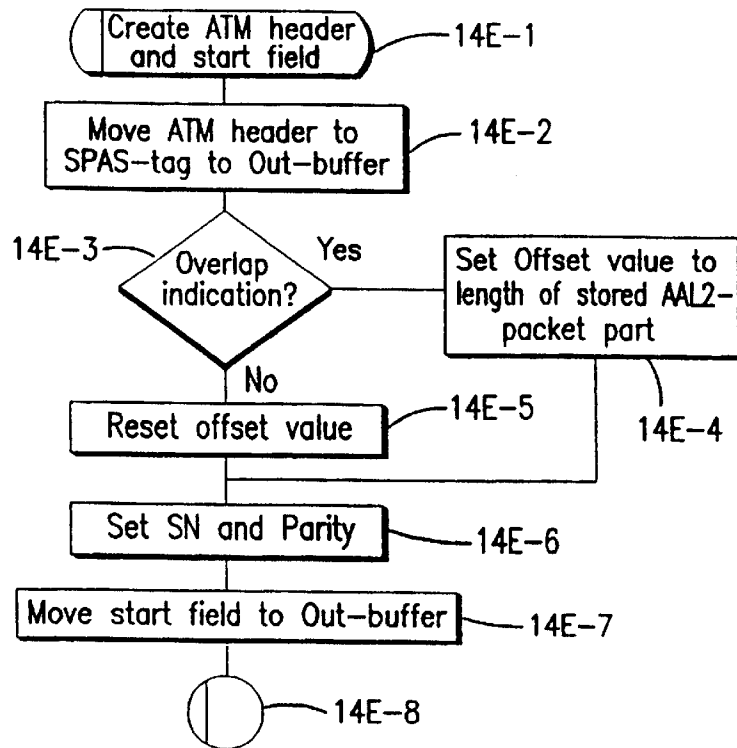 Create ATM header
and start field
14E-1
Move ATM header to
SPAS-tag to Out-buffer
14E-2
14E-3
Overlap
indication?
Yes
Set Offset value to
length of stored AAL2-
packet part
14E-4
No
Reset offset value
14E-5
Set SN and Parity
14E-6
Move start field to Out-buffer
14E-7
14E-8